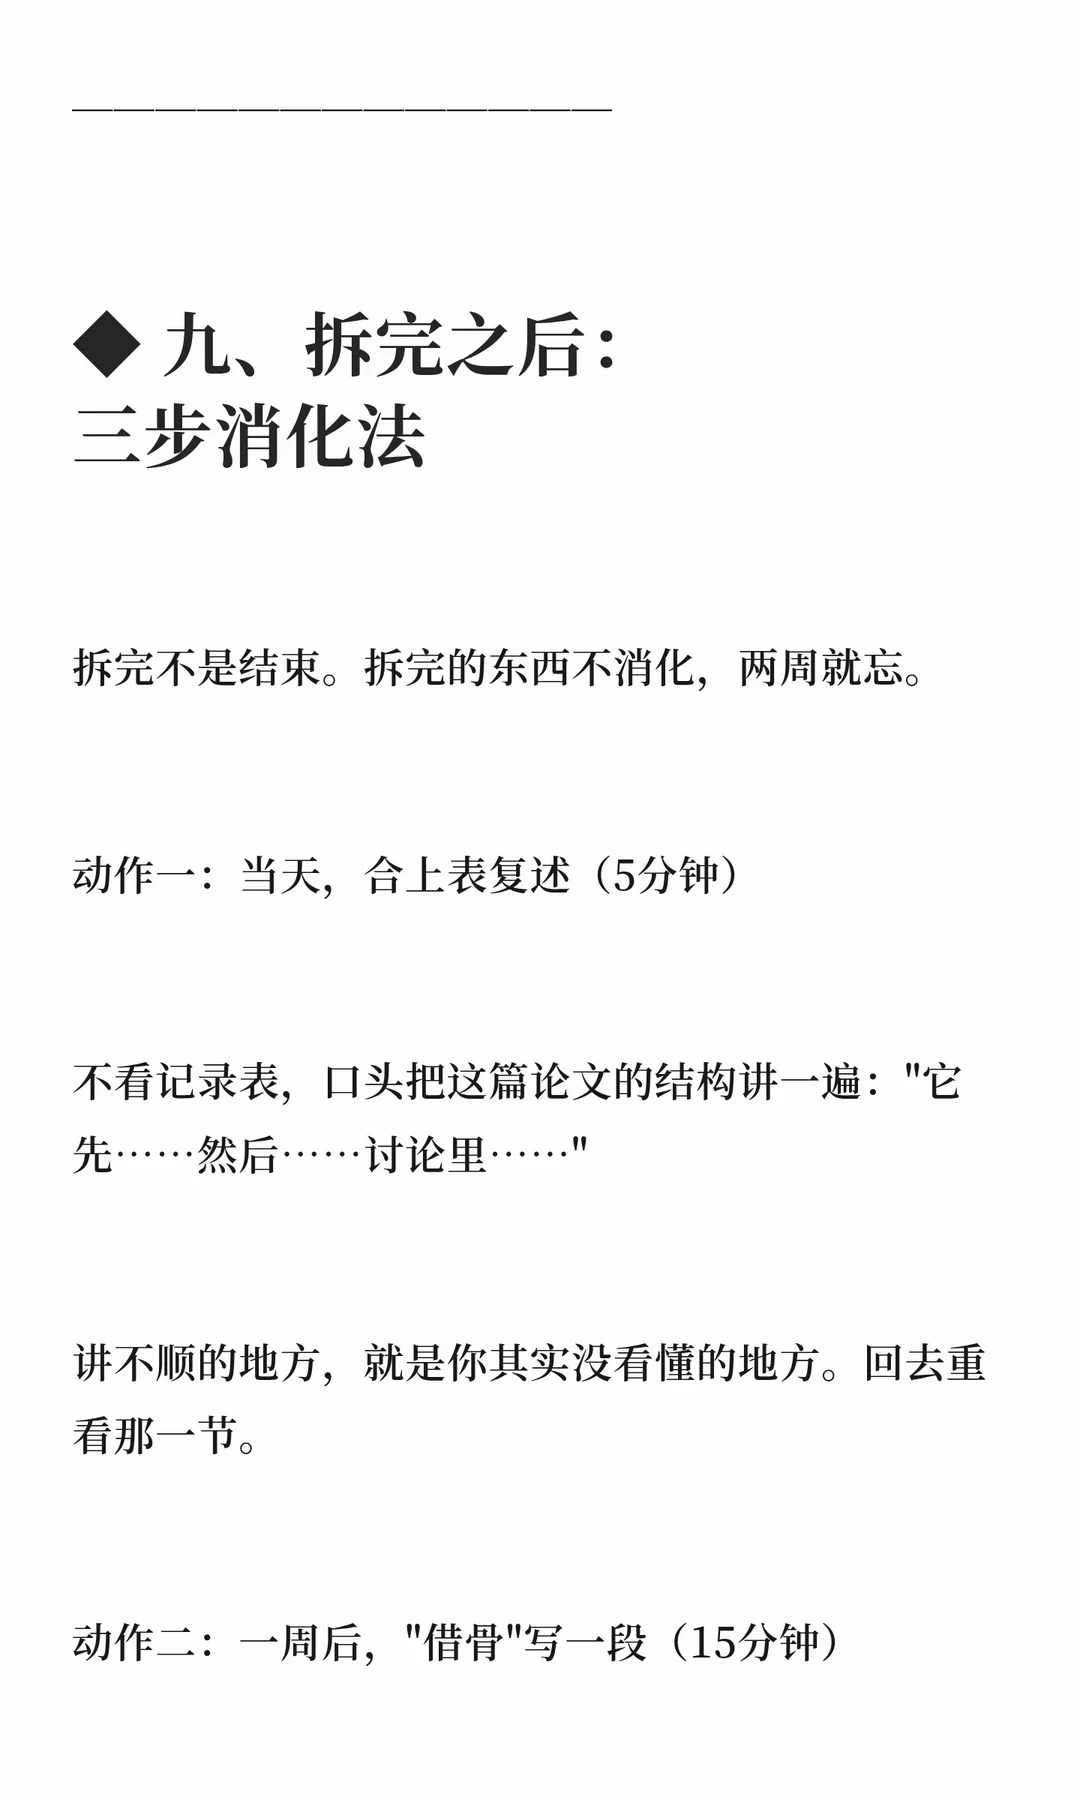 —————————————
◆ 九、拆完之后：
三步消化法
拆完不是结束。拆完的东西不消化，两周就忘。
动作一：当天，合上表复述（5分钟）
不看记录表，口头把这篇论文的结构讲一遍："它
先……然后……讨论里……"
讲不顺的地方，就是你其实没看懂的地方。回去重
看那一节。
动作二：一周后，"借骨"写一段（15分钟）